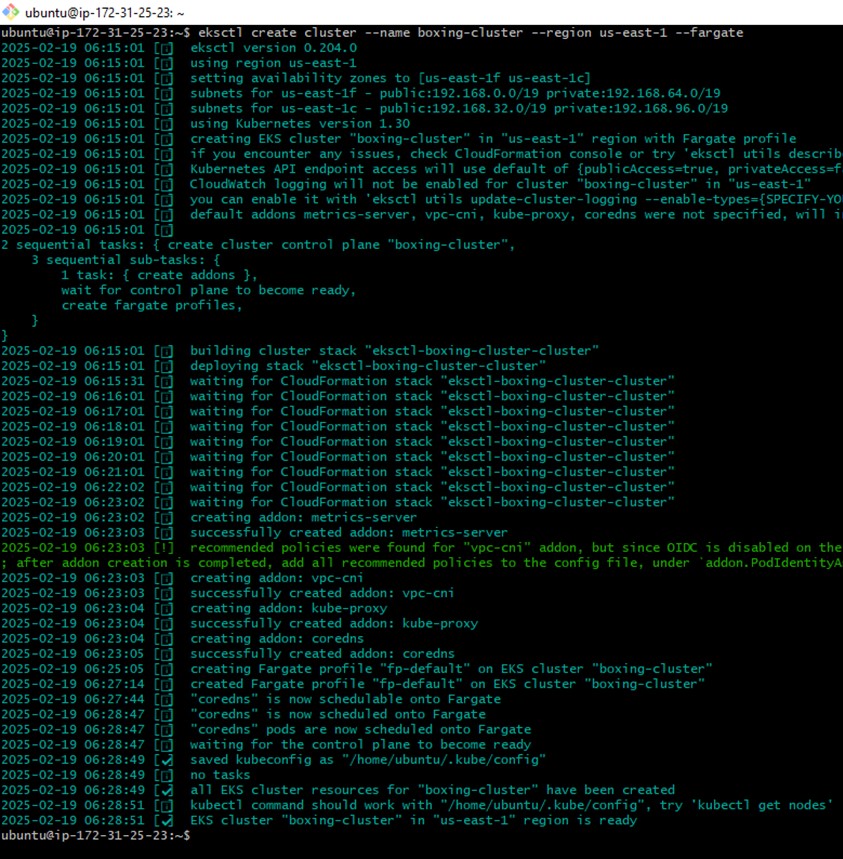 ubuntu@ip-172-31-25-23: ~
ubuntu@ip-172-31-25-23:~$ eksctl create cluster --name boxing-cluster --region us-east-1 --fargate
2025-02-19 06:15:01 [ℹ]  eksctl version 0.204.0
2025-02-19 06:15:01 [ℹ]  using region us-east-1
2025-02-19 06:15:01 [ℹ]  setting availability zones to [us-east-1f us-east-1c]
2025-02-19 06:15:01 [ℹ]  subnets for us-east-1f - public:192.168.0.0/19 private:192.168.64.0/19
2025-02-19 06:15:01 [ℹ]  subnets for us-east-1c - public:192.168.32.0/19 private:192.168.96.0/19
2025-02-19 06:15:01 [ℹ]  using Kubernetes version 1.30
2025-02-19 06:15:01 [ℹ]  creating EKS cluster "boxing-cluster" in "us-east-1" region with Fargate profile
2025-02-19 06:15:01 [ℹ]  if you encounter any issues, check CloudFormation console or try 'eksctl utils describ
2025-02-19 06:15:01 [ℹ]  Kubernetes API endpoint access will use default of {publicAccess=true, privateAccess=f
2025-02-19 06:15:01 [ℹ]  CloudWatch logging will not be enabled for cluster "boxing-cluster" in "us-east-1"
2025-02-19 06:15:01 [ℹ]  you can enable it with 'eksctl utils update-cluster-logging --enable-types={SPECIFY-YO
2025-02-19 06:15:01 [ℹ]  default addons metrics-server, vpc-cni, kube-proxy, coredns were not specified, will i
2025-02-19 06:15:01 [ℹ]
2 sequential tasks: { create cluster control plane "boxing-cluster",
    3 sequential sub-tasks: {
        1 task: { create addons },
        wait for control plane to become ready,
        create fargate profiles,
    }
}
2025-02-19 06:15:01 [ℹ]  building cluster stack "eksctl-boxing-cluster-cluster"
2025-02-19 06:15:01 [ℹ]  deploying stack "eksctl-boxing-cluster-cluster"
2025-02-19 06:15:31 [ℹ]  waiting for CloudFormation stack "eksctl-boxing-cluster-cluster"
2025-02-19 06:16:01 [ℹ]  waiting for CloudFormation stack "eksctl-boxing-cluster-cluster"
2025-02-19 06:17:01 [ℹ]  waiting for CloudFormation stack "eksctl-boxing-cluster-cluster"
2025-02-19 06:18:01 [ℹ]  waiting for CloudFormation stack "eksctl-boxing-cluster-cluster"
2025-02-19 06:19:01 [ℹ]  waiting for CloudFormation stack "eksctl-boxing-cluster-cluster"
2025-02-19 06:20:01 [ℹ]  waiting for CloudFormation stack "eksctl-boxing-cluster-cluster"
2025-02-19 06:21:01 [ℹ]  waiting for CloudFormation stack "eksctl-boxing-cluster-cluster"
2025-02-19 06:22:02 [ℹ]  waiting for CloudFormation stack "eksctl-boxing-cluster-cluster"
2025-02-19 06:23:02 [ℹ]  waiting for CloudFormation stack "eksctl-boxing-cluster-cluster"
2025-02-19 06:23:02 [ℹ]  creating addon: metrics-server
2025-02-19 06:23:03 [ℹ]  successfully created addon: metrics-server
2025-02-19 06:23:03 [!]  recommended policies were found for "vpc-cni" addon, but since OIDC is disabled on the
; after addon creation is completed, add all recommended policies to the config file, under `addon.PodIdentityA
2025-02-19 06:23:03 [ℹ]  creating addon: vpc-cni
2025-02-19 06:23:03 [ℹ]  successfully created addon: vpc-cni
2025-02-19 06:23:04 [ℹ]  creating addon: kube-proxy
2025-02-19 06:23:04 [ℹ]  successfully created addon: kube-proxy
2025-02-19 06:23:04 [ℹ]  creating addon: coredns
2025-02-19 06:23:05 [ℹ]  successfully created addon: coredns
2025-02-19 06:25:05 [ℹ]  creating Fargate profile "fp-default" on EKS cluster "boxing-cluster"
2025-02-19 06:27:14 [ℹ]  created Fargate profile "fp-default" on EKS cluster "boxing-cluster"
2025-02-19 06:27:44 [ℹ]  "coredns" is now schedulable onto Fargate
2025-02-19 06:28:47 [ℹ]  "coredns" is now scheduled onto Fargate
2025-02-19 06:28:47 [ℹ]  "coredns" pods are now scheduled onto Fargate
2025-02-19 06:28:47 [ℹ]  waiting for the control plane to become ready
2025-02-19 06:28:49 [✔]  saved kubeconfig as "/home/ubuntu/.kube/config"
2025-02-19 06:28:49 [ℹ]  no tasks
2025-02-19 06:28:49 [✔]  all EKS cluster resources for "boxing-cluster" have been created
2025-02-19 06:28:51 [ℹ]  kubectl command should work with "/home/ubuntu/.kube/config", try 'kubectl get nodes'
2025-02-19 06:28:51 [✔]  EKS cluster "boxing-cluster" in "us-east-1" region is ready
ubuntu@ip-172-31-25-23:~$